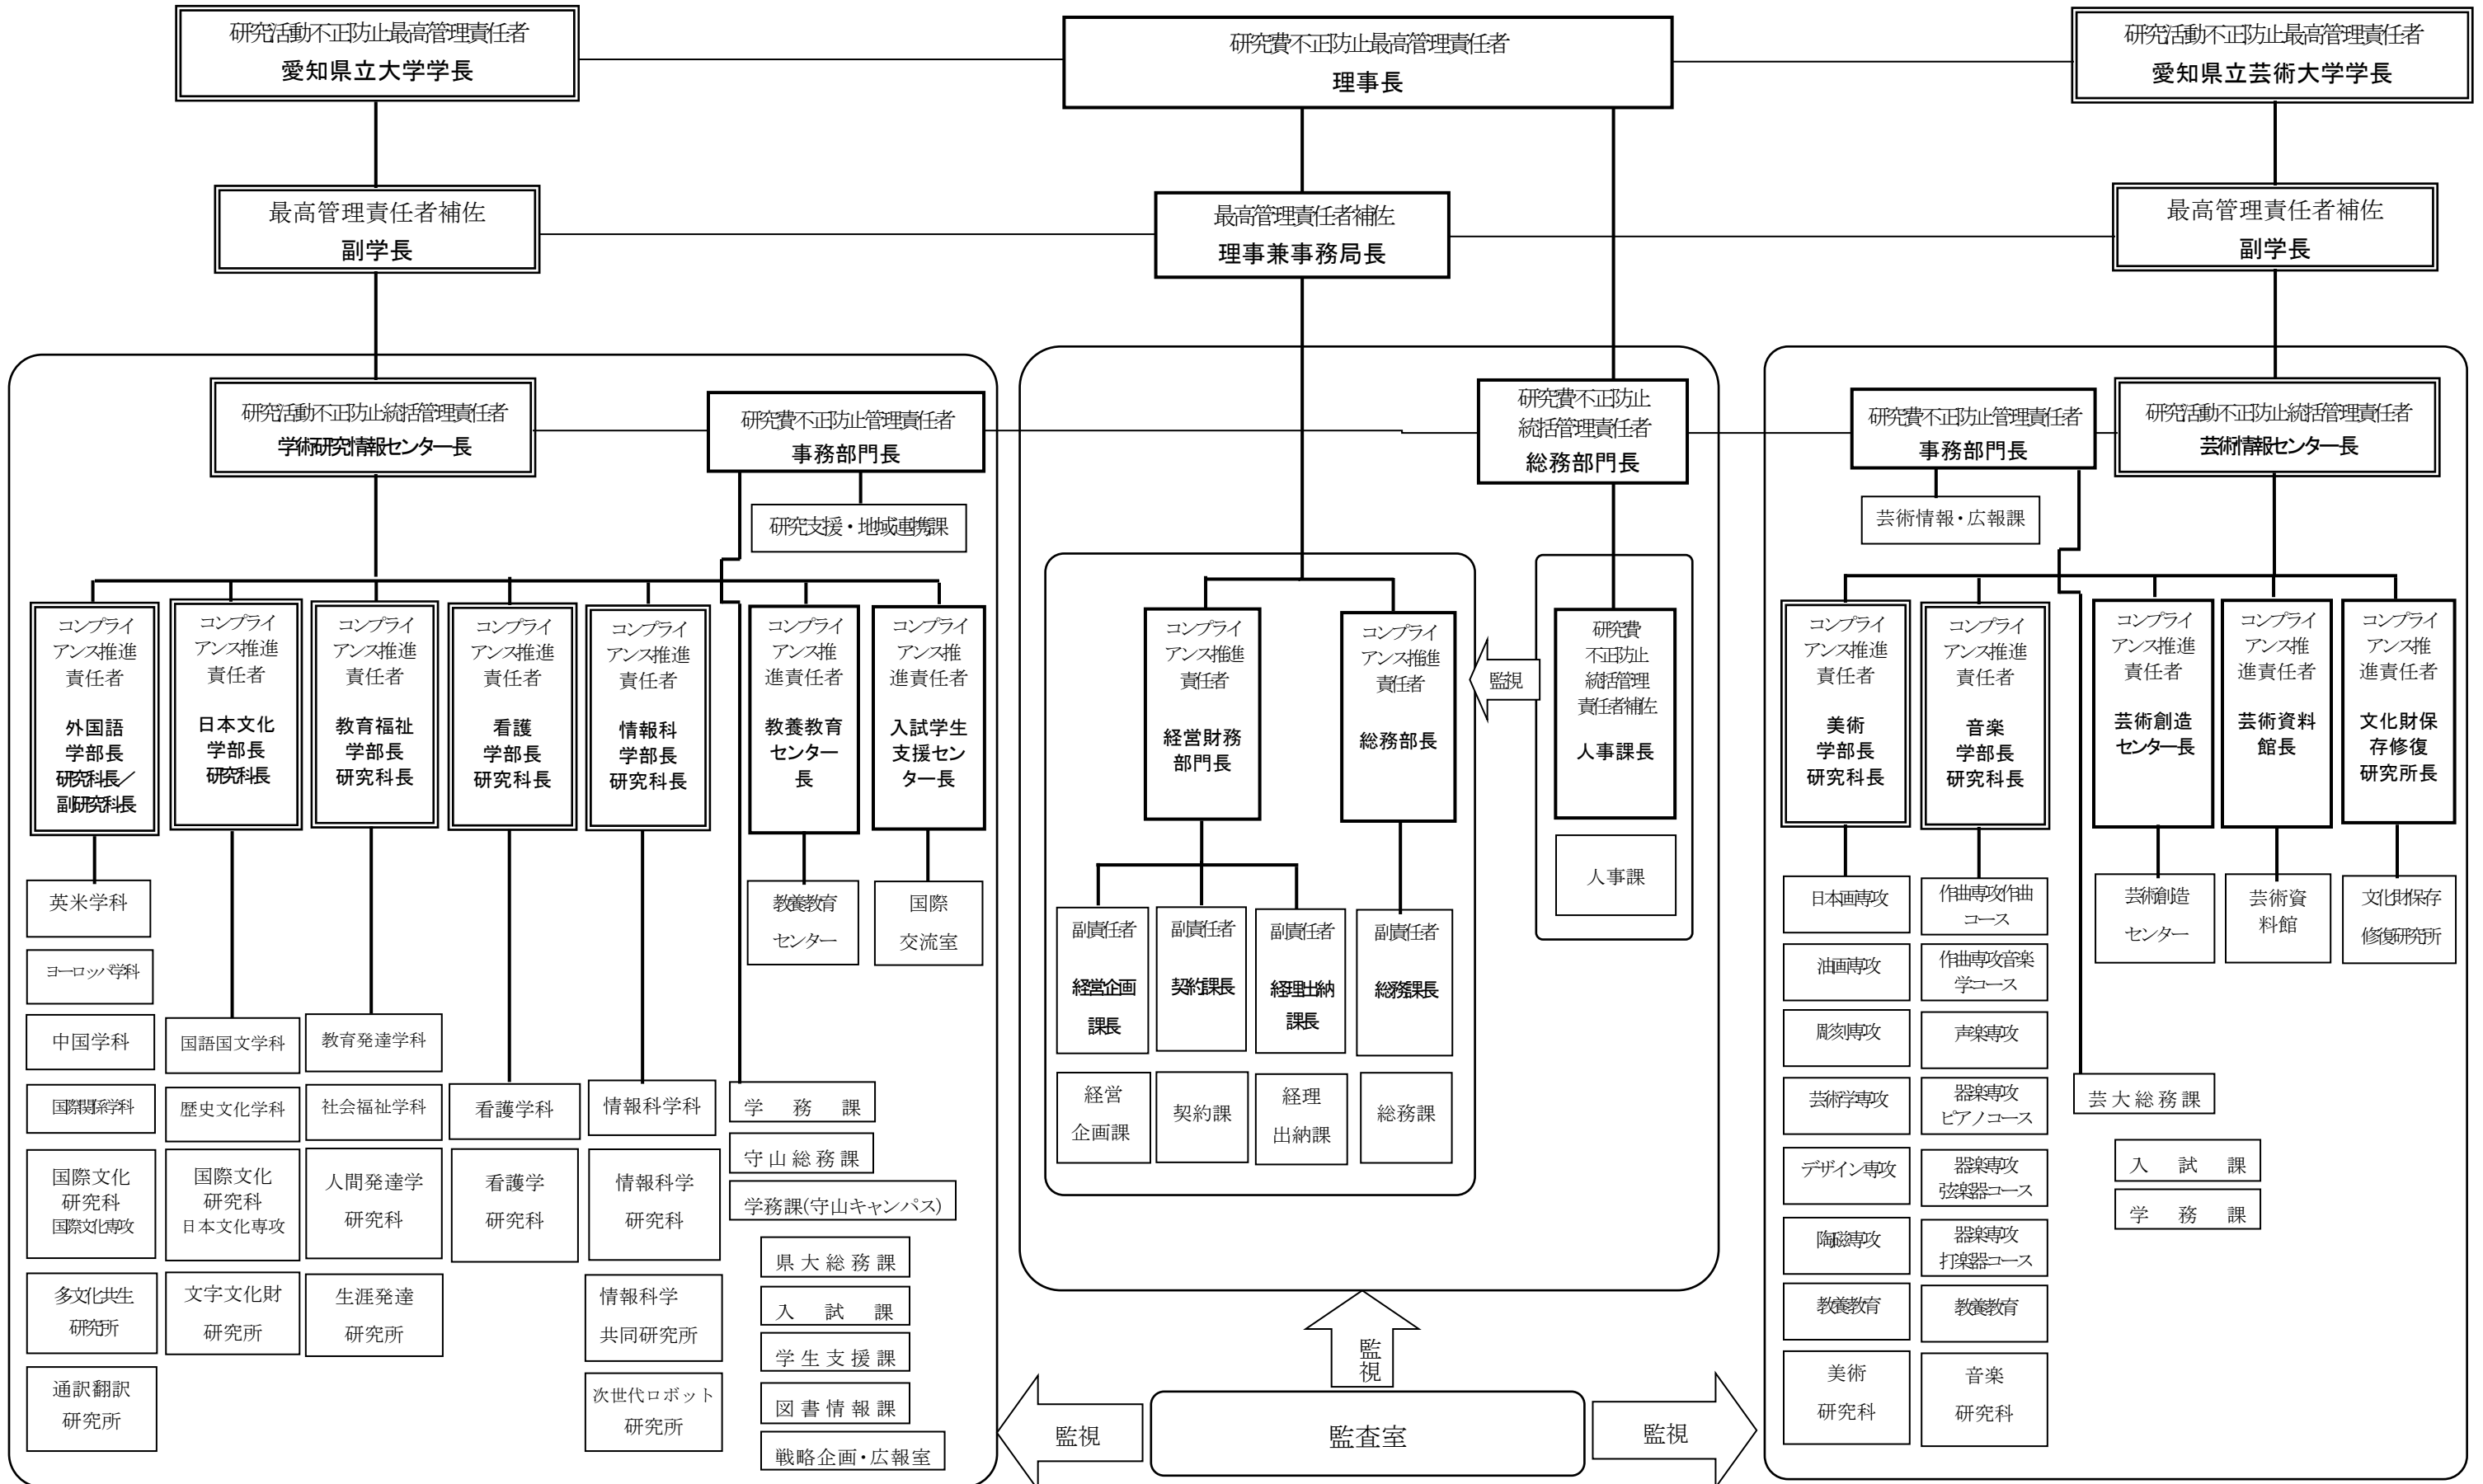 研究活動不正防止最高管理責任者
愛知県立大学学長
研究費不正防止最高管理責任者
理事長
研究活動不正防止最高管理責任者
愛知県立芸術大学学長
最高管理責任者補佐
副学長
最高管理責任者補佐
理事兼事務局長
最高管理責任者補佐
副学長
研究活動不正防止統括管理責任者
学術研究情報センター長
研究費不正防止管理責任者
事務部門長
研究支援・地域連携課
研究費不正防止
統括管理責任者
総務部門長
研究費不正防止管理責任者
事務部門長
芸術情報・広報課
研究活動不正防止統括管理責任者
芸術情報センター長
コンプライ
アンス推進
責任者
外国語
学部長
研究科長／
副研究科長
コンプライ
アンス推進
責任者
日本文化
学部長
研究科長
コンプライ
アンス推進
責任者
教育福祉
学部長
研究科長
コンプライ
アンス推進
責任者
看護
学部長
研究科長
コンプライ
アンス推進
責任者
情報科
学部長
研究科長
コンプライ
アンス推
進責任者
教養教育
センター
長
コンプライ
アンス推
進責任者
入試学生
支援セン
ター長
コンプライ
アンス推進
責任者
経営財務
部門長
コンプライ
アンス推進
責任者
総務部長
監視
研究費
不正防止
統括管理
責任者補佐
人事課長
人事課
コンプライ
アンス推進
責任者
美術
学部長
研究科長
コンプライ
アンス推進
責任者
音楽
学部長
研究科長
コンプライ
アンス推進
責任者
芸術創造
センター長
コンプライ
アンス推
進責任者
芸術資料
館長
コンプライ
アンス推
進責任者
文化財保
存修復
研究所長
英米学科
ヨーロッパ学科
中国学科
国際関係学科
国際文化
研究科
国際文化専攻
多文化共生
研究所
通訳翻訳
研究所
国語国文学科
歴史文化学科
国際文化
研究科
日本文化専攻
文字文化財
研究所
教育発達学科
社会福祉学科
人間発達学
研究科
生涯発達
研究所
看護学科
看護学
研究科
情報科学科
情報科学
研究科
情報科学
共同研究所
次世代ロボット
研究所
教養教育
センター
国際
交流室
学　務　課
守山総務課
学務課(守山キャンパス)
県大総務課
入　試　課
学生支援課
図書情報課
戦略企画・広報室
副責任者
経営企画
課長
副責任者
契約課長
副責任者
経理出納
課長
副責任者
総務課長
経営
企画課
契約課
経理
出納課
総務課
日本画専攻
油画専攻
彫刻専攻
芸術学専攻
デザイン専攻
陶磁専攻
教養教育
美術
研究科
作曲専攻作曲
コース
作曲専攻音楽
学コース
声楽専攻
器楽専攻
ピアノコース
器楽専攻
弦楽器コース
器楽専攻
打楽器コース
教養教育
音楽
研究科
芸術創造
センター
芸術資
料館
文化財保存
修復研究所
芸大総務課
入　試　課
学　務　課
監
視
監視
監査室
監視